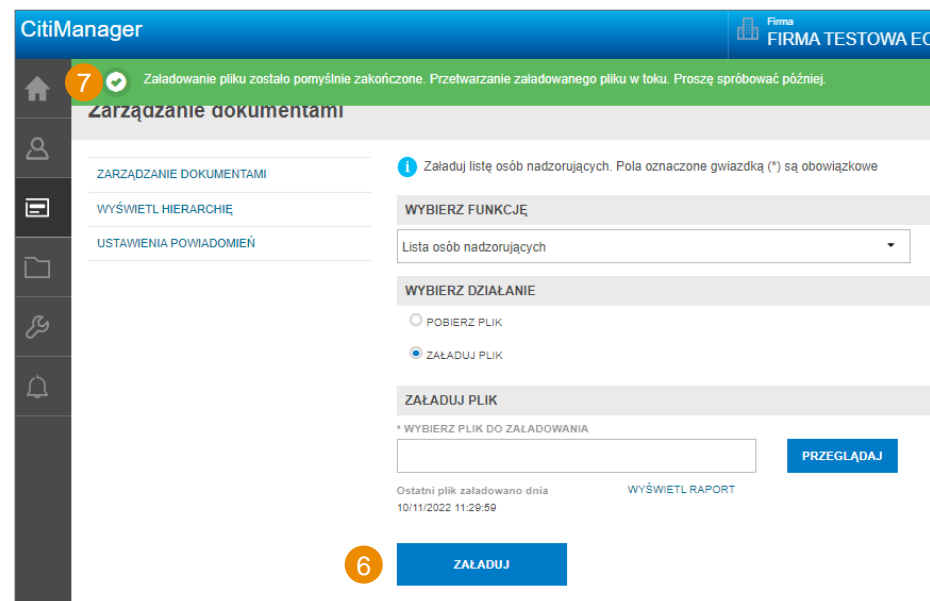 CitiManager
Firma
FIRMA TESTOWA EC
7
Załadowanie pliku zostało pomyślnie zakończone. Przetwarzanie załadowanego pliku w toku. Proszę spróbować później.
Zarządzanie dokumentami
ZARZĄDZANIE DOKUMENTAMI
WYŚWIETL HIERARCHIĘ
USTAWIENIA POWIADOMIEŃ
Załaduj listę osób nadzorujących. Pola oznaczone gwiazdką (*) są obowiązkowe
WYBIERZ FUNKCJĘ
Lista osób nadzorujących
WYBIERZ DZIAŁANIE
POBIERZ PLIK
ZAŁADUJ PLIK
ZAŁADUJ PLIK
* WYBIERZ PLIK DO ZAŁADOWANIA
PRZEGLĄDAJ
Ostatni plik załadowano dnia
WYŚWIETL RAPORT
10/11/2022 11:29:59
6
ZAŁADUJ